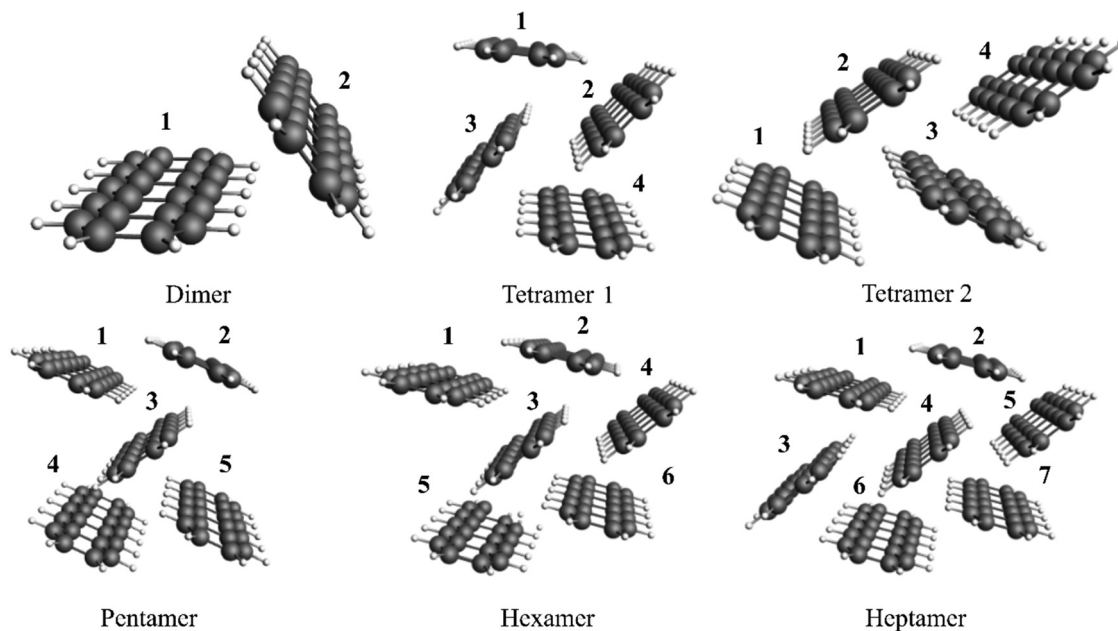 1 2
Dimer
1 2 3 4
Tetramer 1
1 2 3 4
Tetramer 2
1 2 3 4 5
Pentamer
1 2 3 4 5 6
Hexamer
1 2 3 4 5 6 7
Heptamer